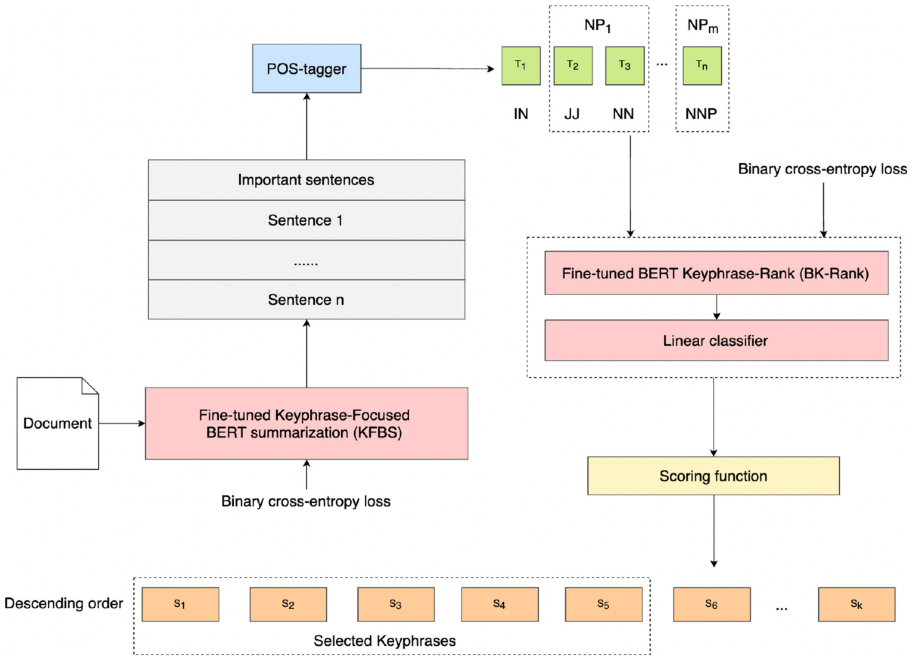 NP1
NPm
POS-tagger
T1
T2
T3
...
Tn
IN
JJ
NN
NNP
Important sentences
Sentence 1
......
Sentence n
Binary cross-entropy loss
Fine-tuned BERT Keyphrase-Rank (BK-Rank)
Linear classifier
Document
Fine-tuned Keyphrase-Focused
BERT summarization (KFBS)
Binary cross-entropy loss
Scoring function
Descending order
S1
S2
S3
S4
S5
S6
...
Sk
Selected Keyphrases